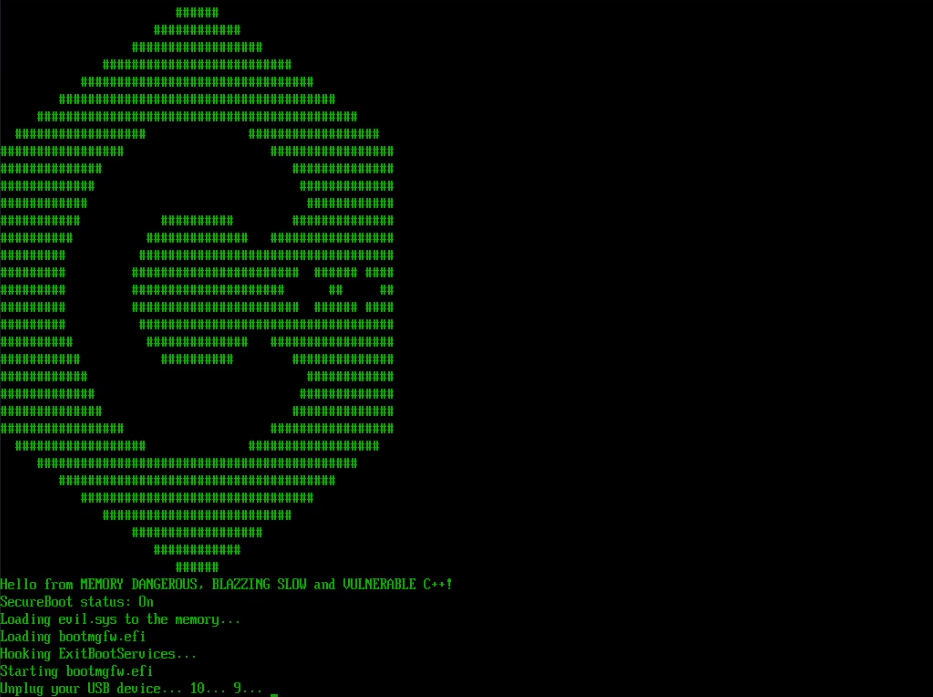 Hello from MEMORY DANGEROUS, BLAZZING SLOW and VULNERABLE C++!
SecureBoot status: On
Loading evil.sys to the memory...
Loading bootmgfw.efi
Hooking ExitBootServices...
Starting bootmgfw.efi
Unplug your USB device... 10... 9...